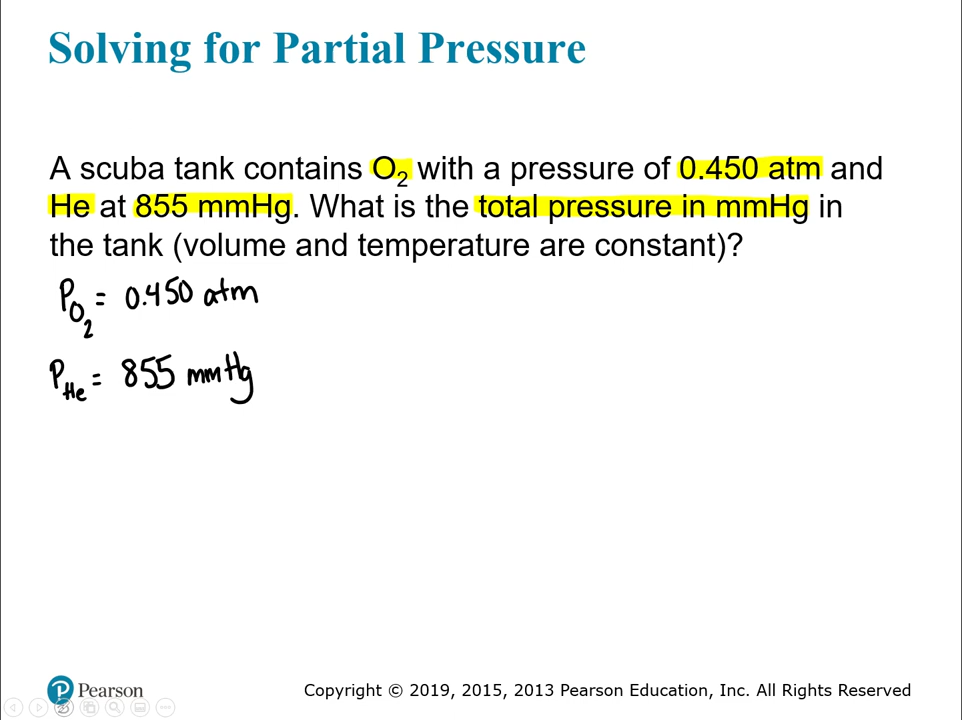 Solving for Partial Pressure
A scuba tank contains O₂ with a pressure of 0.450 atm and
He at 855 mmHg. What is the total pressure in mmHg in
the tank (volume and temperature are constant)?
P_O₂ = 0.450 atm
P_He = 855 mmHg
Pearson
Copyright © 2019, 2015, 2013 Pearson Education, Inc. All Rights Reserved